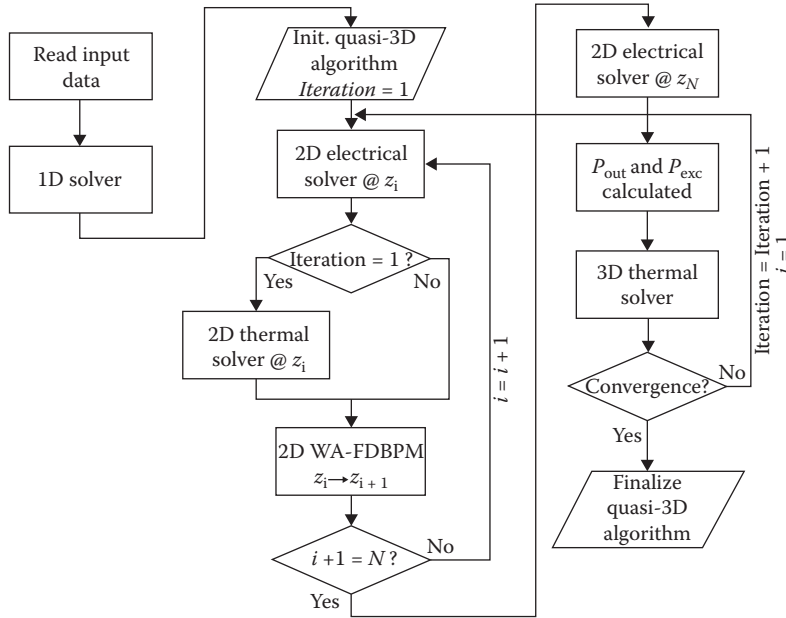 Read input
data
1D solver
Init. quasi-3D
algorithm
Iteration = 1
2D electrical
solver @ z_i
Iteration = 1 ?
Yes
No
2D thermal
solver @ z_i
2D WA-FDBPM
z_i→z_{i + 1}
i +1 = N ?
No
Yes
i = i + 1
2D electrical
solver @ z_N
P_out and P_exc
calculated
3D thermal
solver
Convergence?
No
Yes
Iteration = Iteration + 1
i = 1
Finalize
quasi-3D
algorithm